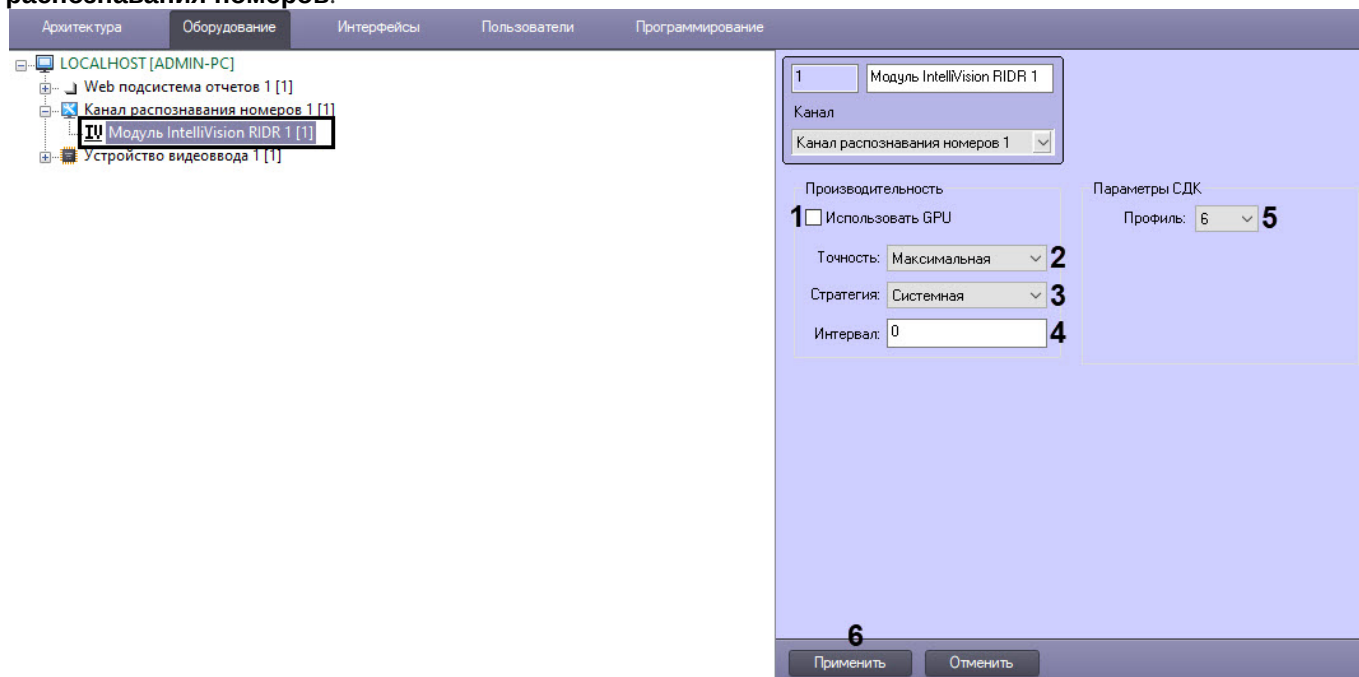 распознавания номеров.
Архитектура Оборудование Интерфейсы Пользователи Программирование
LOCALHOST [ADMIN-PC]
Web подсистема отчетов 1 [1]
Канал распознавания номеров 1 [1]
IV Модуль IntelliVision RIDR 1 [1]
Устройство видеоввода 1 [1]
1 Модуль IntelliVision RIDR 1
Канал
Канал распознавания номеров 1
Производительность
1 Использовать GPU
Точность: Максимальная 2
Стратегия: Системная 3
Интервал: 0 4
Параметры СДК
Профиль: 6 5
6
Применить Отменить